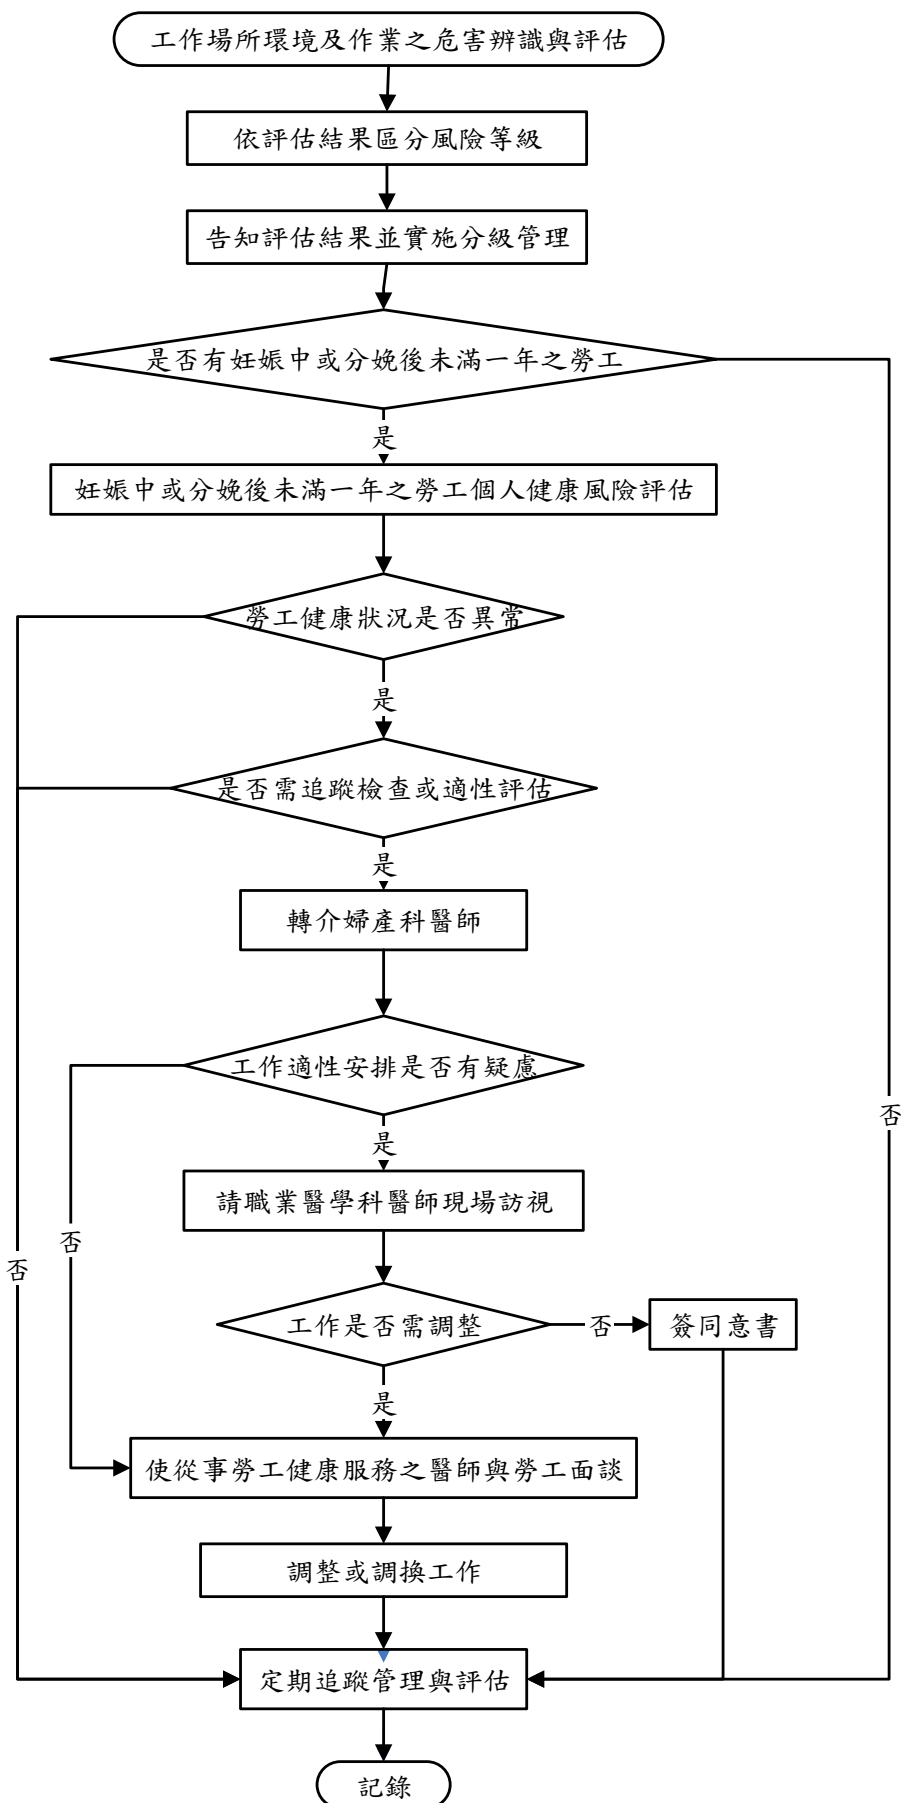 工作場所環境及作業之危害辨識與評估
依評估結果區分風險等級
告知評估結果並實施分級管理
是否有妊娠中或分娩後未滿一年之勞工
是
妊娠中或分娩後未滿一年之勞工個人健康風險評估
勞工健康狀況是否異常
是
是否需追蹤檢查或適性評估
是
轉介婦產科醫師
工作適性安排是否有疑慮
否
是
請職業醫學科醫師現場訪視
否
否
工作是否需調整
否
簽同意書
是
使從事勞工健康服務之醫師與勞工面談
調整或調換工作
定期追蹤管理與評估
記錄